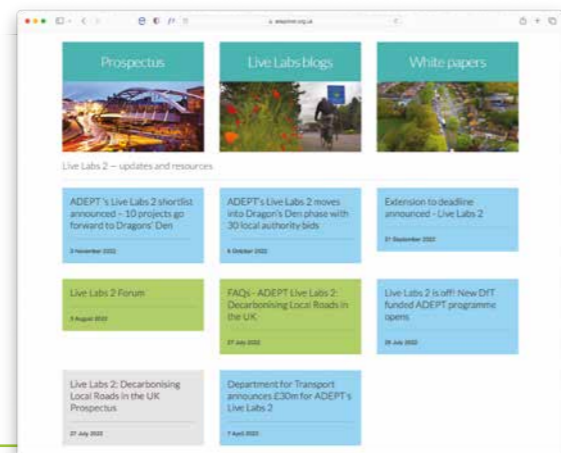 adeptnet.org.uk
Prospectus
Live Labs blogs
White papers
Live Labs 2 – updates and resources
ADEPT's Live Labs 2 shortlist
announced – 10 projects go
forward to Dragons' Den
3 November 2022
ADEPT's Live Labs 2 moves
into Dragon's Den phase with
30 local authority bids
6 October 2022
Extension to deadline
announced - Live Labs 2
21 September 2022
Live Labs 2 Forum
August 2022
FAQs - ADEPT Live Labs 2:
Decarbonising Local Roads in
the UK
27 July 2022
Live Labs 2 is off! New DfT
funded ADEPT programme
opens
July 2022
Live Labs 2: Decarbonising
Local Roads in the UK
Prospectus
27 July 2022
Department for Transport
announces £30m for ADEPT's
Live Labs 2
7 April 2022